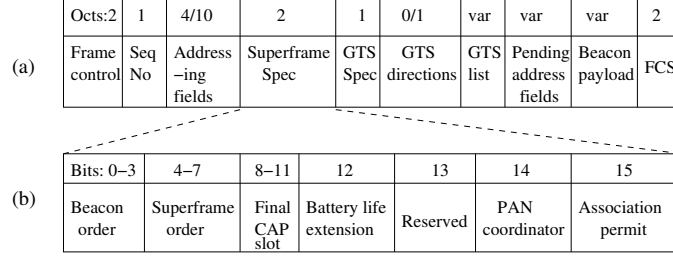 Octs:2 1 4/10 2 1 0/1 var var var 2
(a)
Frame control
Seq No
Address −ing fields
Superframe Spec
GTS Spec
GTS directions
GTS list
Pending address fields
Beacon payload
FCS
Bits: 0−3 4−7 8−11 12 13 14 15
(b)
Beacon order
Superframe order
Final CAP slot
Battery life extension
Reserved
PAN coordinator
Association permit